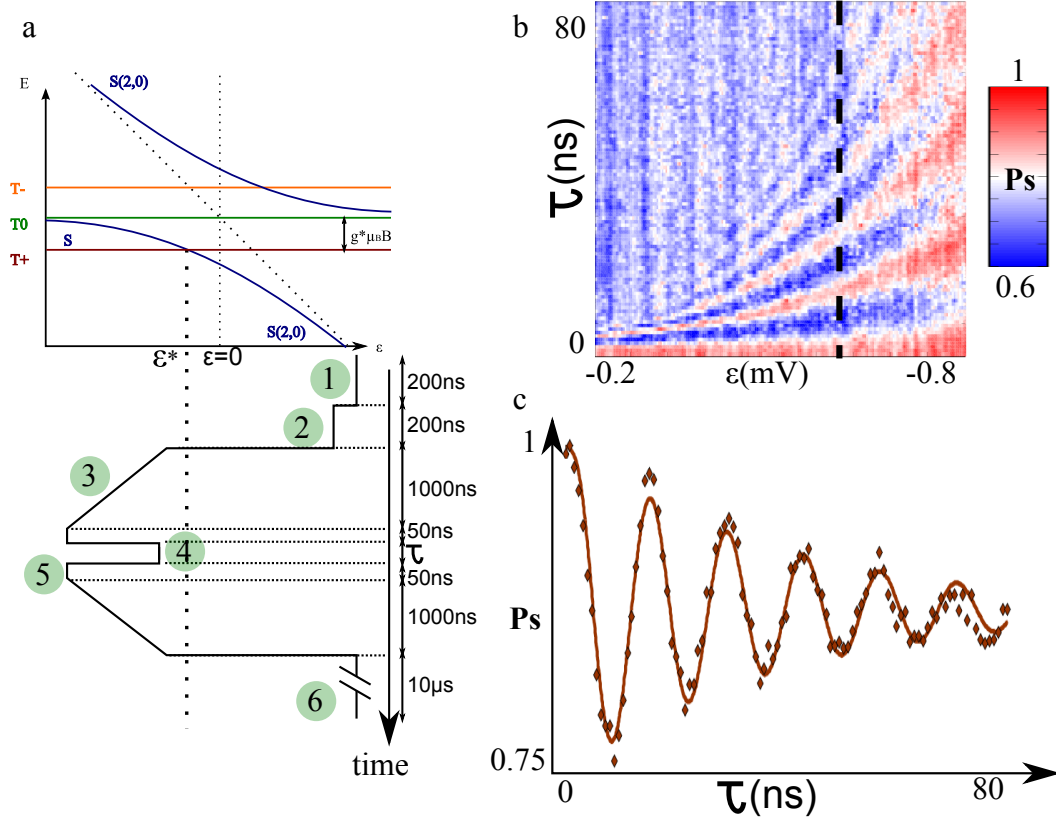 a
E
S(2,0)
T-
T0
g*μBB
S
T+
S(2,0)
ε* ε=0 ε
1
200ns
2
200ns
3
1000ns
50ns
4
τ
5
50ns
1000ns
6
10μs
time
b
80
τ(ns)
0
-0.2 ε(mV) -0.8
1
Ps
0.6
c
1
Ps
0.75
0 τ(ns) 80